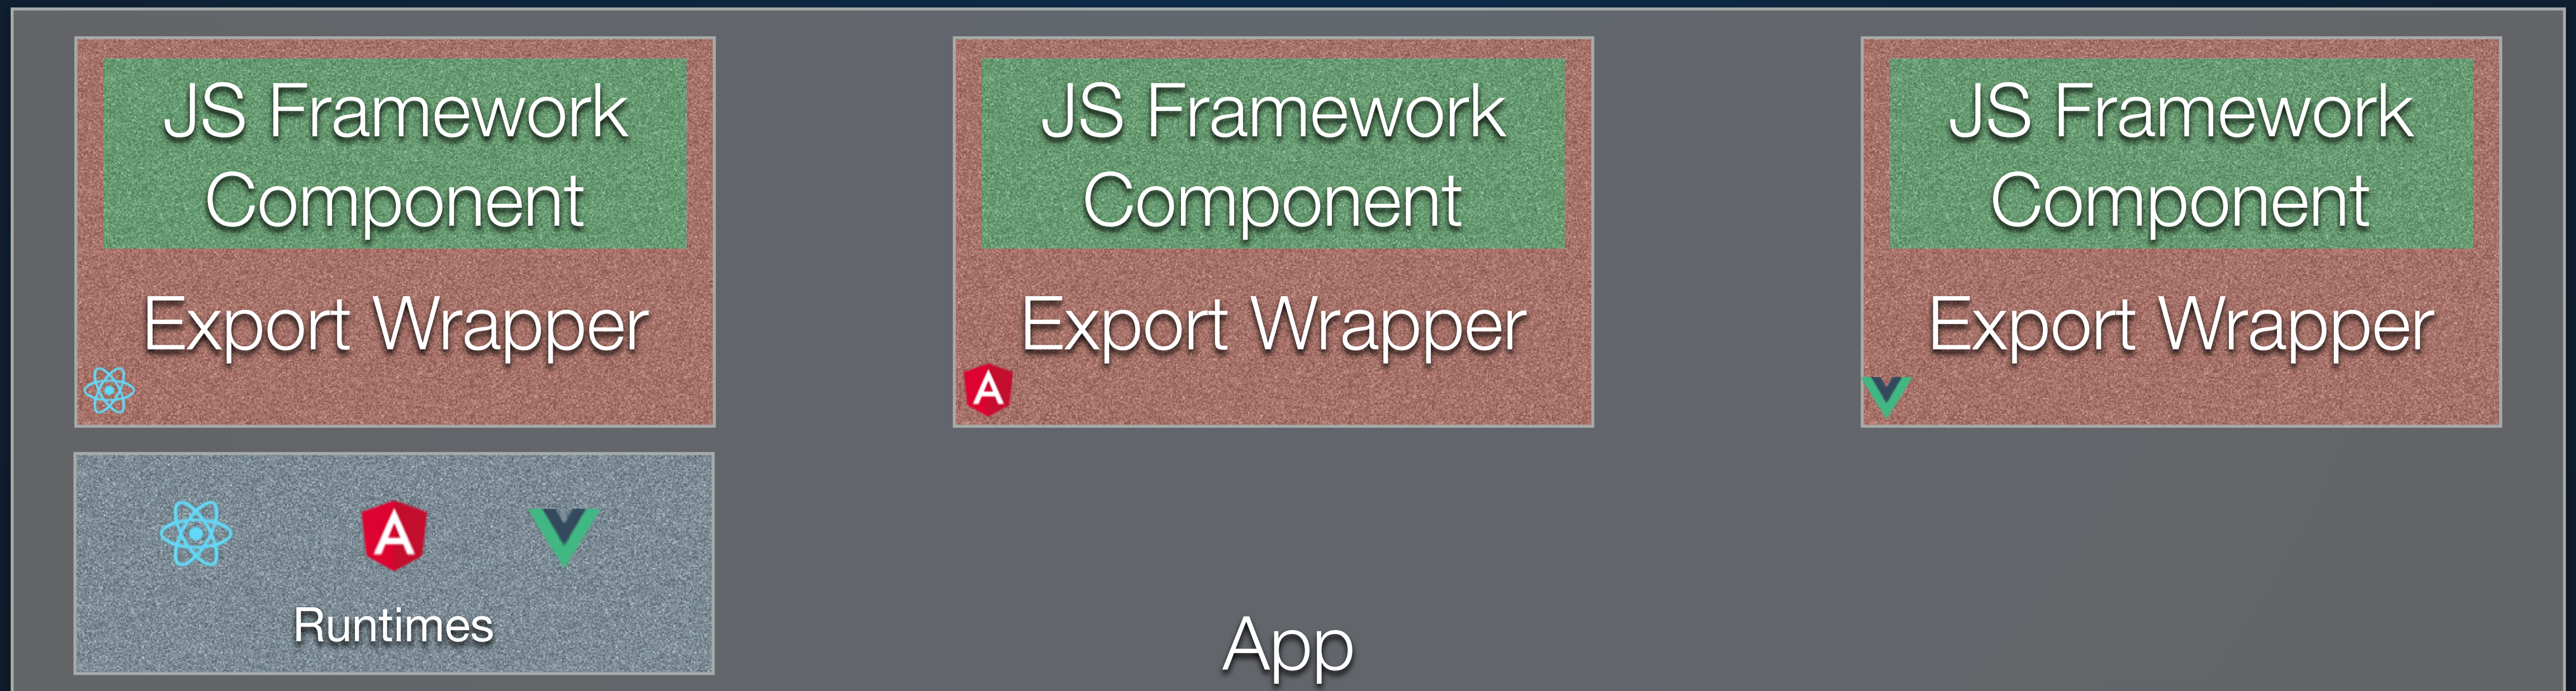 JS Framework
Component
Export Wrapper
JS Framework
Component
Export Wrapper
JS Framework
Component
Export Wrapper
Runtimes
App